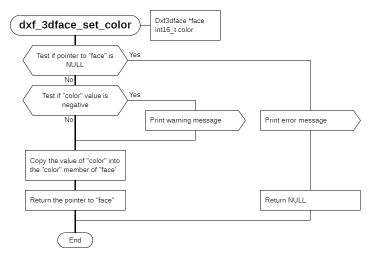 dxf_3dface_set_color
Dxf3dface *face
int16_t color
Test if pointer to "face" is
NULL
Yes
No
Test if "color" value is
negative
Yes
No
Print warning message
Print error message
Copy the value of "color" into
the "color" member of "face'
Return the pointer to "face"
Return NULL
End